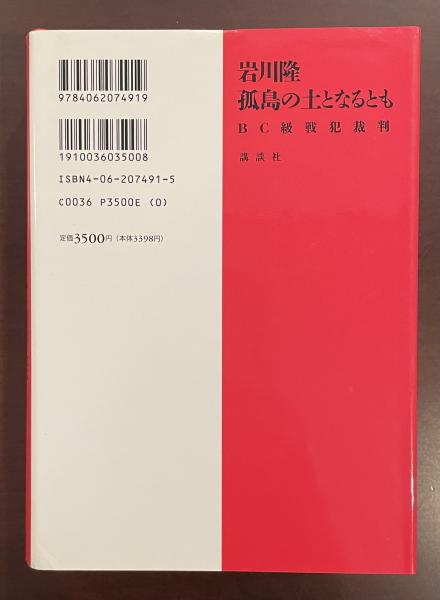 9784062074919
1910036035008
ISBN4-06-207491-5
C0036 P3500E (0)
定価3500円(本体3398円)
岩川隆
孤島の土となるとも
BC級戦犯裁判
講談社